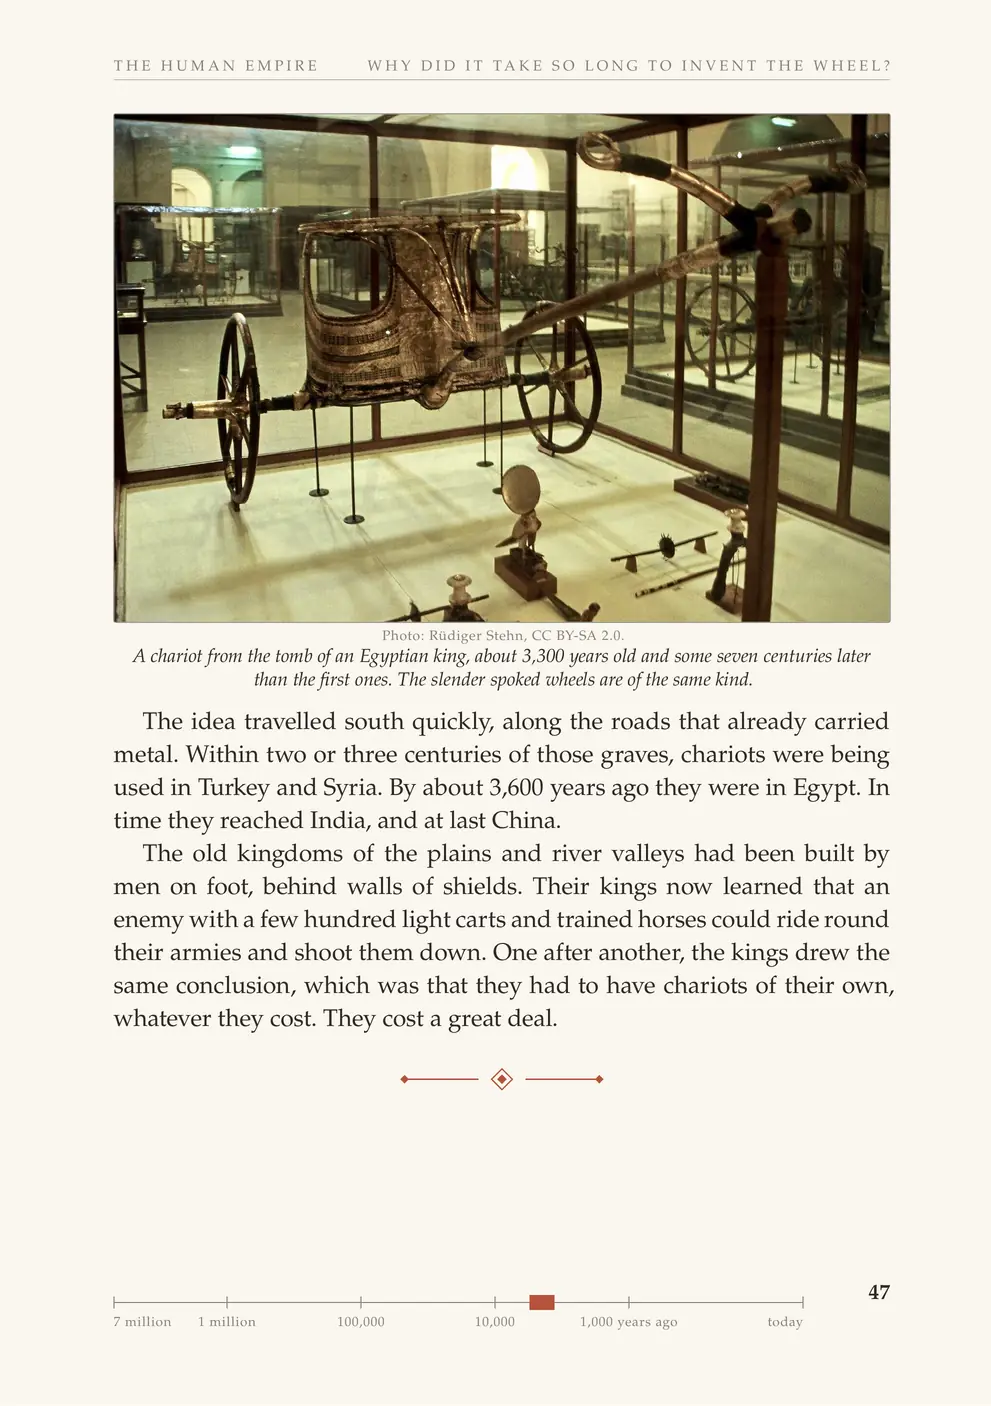 THE HUMAN EMPIRE WHY DID IT TAKE SO LONG TO INVENT THE WHEEL?
Photo: Rüdiger Stehn, CC BY-SA 2.0.
A chariot from the tomb of an Egyptian king, about 3,300 years old and some seven centuries later
than the first ones. The slender spoked wheels are of the same kind.
The idea travelled south quickly, along the roads that already carried
metal. Within two or three centuries of those graves, chariots were being
used in Turkey and Syria. By about 3,600 years ago they were in Egypt. In
time they reached India, and at last China.
The old kingdoms of the plains and river valleys had been built by
men on foot, behind walls of shields. Their kings now learned that an
enemy with a few hundred light carts and trained horses could ride round
their armies and shoot them down. One after another, the kings drew the
same conclusion, which was that they had to have chariots of their own,
whatever they cost. They cost a great deal.
47
7 million 1 million 100,000 10,000 1,000 years ago today